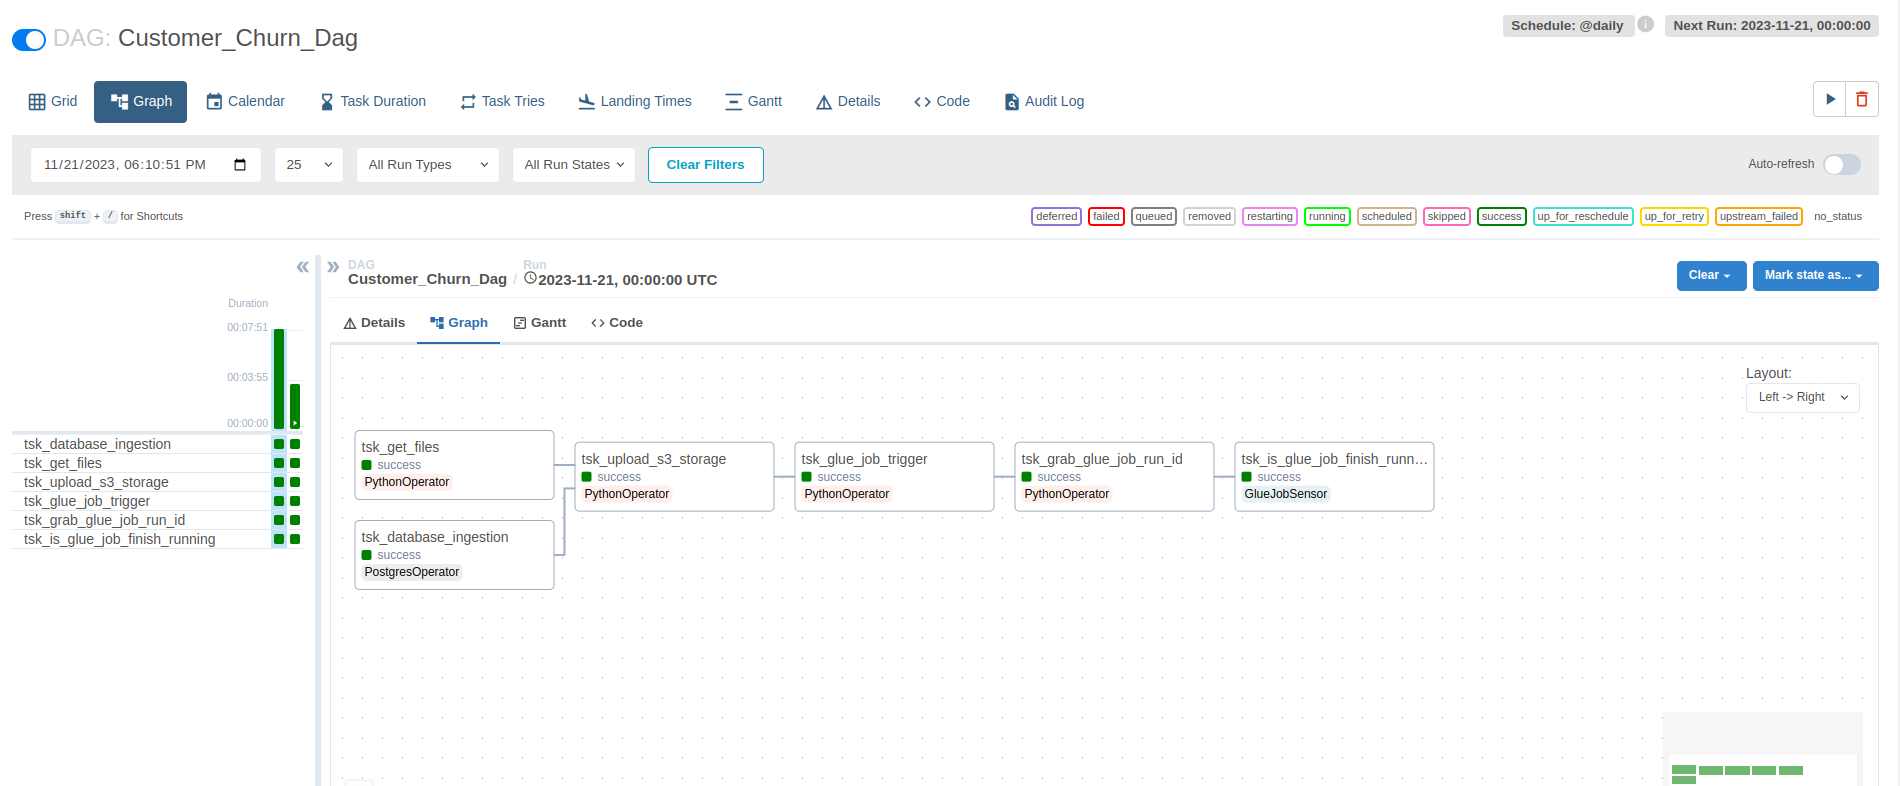 DAG: Customer_Churn_Dag
Schedule: @daily
Next Run: 2023-11-21, 00:00:00
Grid
Graph
Calendar
Task Duration
Task Tries
Landing Times
Gantt
Details
Code
Audit Log
11/21/2023, 06:10:51 PM
25
All Run Types
All Run States
Clear Filters
Auto-refresh
Press shift + / for Shortcuts
deferred
failed
queued
removed
restarting
running
scheduled
skipped
success
up_for_reschedule
up_for_retry
upstream_failed
no_status
«
»
DAG
Customer_Churn_Dag
/
Run
2023-11-21, 00:00:00 UTC
Clear
Mark state as...
Duration
00:07:51
00:03:55
00:00:00
tsk_database_ingestion
tsk_get_files
tsk_upload_s3_storage
tsk_glue_job_trigger
tsk_grab_glue_job_run_id
tsk_is_glue_job_finish_running
Details
Graph
Gantt
Code
Layout:
Left -> Right
tsk_get_files
success
PythonOperator
tsk_database_ingestion
success
PostgresOperator
tsk_upload_s3_storage
success
PythonOperator
tsk_glue_job_trigger
success
PythonOperator
tsk_grab_glue_job_run_id
success
PythonOperator
tsk_is_glue_job_finish_runn...
success
GlueJobSensor